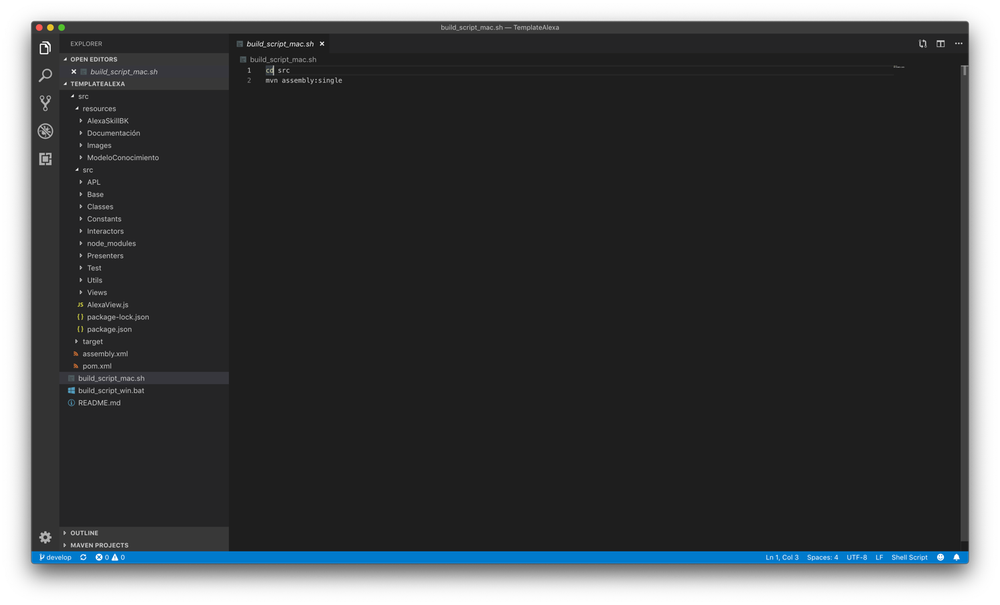 build_script_mac.sh — TemplateAlexa
EXPLORER
OPEN EDITORS
build_script_mac.sh
TEMPLATEALEXA
src
resources
AlexaSkillBK
Documentación
Images
ModeloConocimiento
src
APL
Base
Classes
Constants
Interactors
node_modules
Presenters
Test
Utils
Views
JS AlexaView.js
{} package-lock.json
{} package.json
target
assembly.xml
pom.xml
build_script_mac.sh
build_script_win.bat
README.md
OUTLINE
MAVEN PROJECTS
build_script_mac.sh
build_script_mac.sh
1 cd src
2 mvn assembly:single
develop 0 0 Ln 1, Col 3 Spaces: 4 UTF-8 LF Shell Script